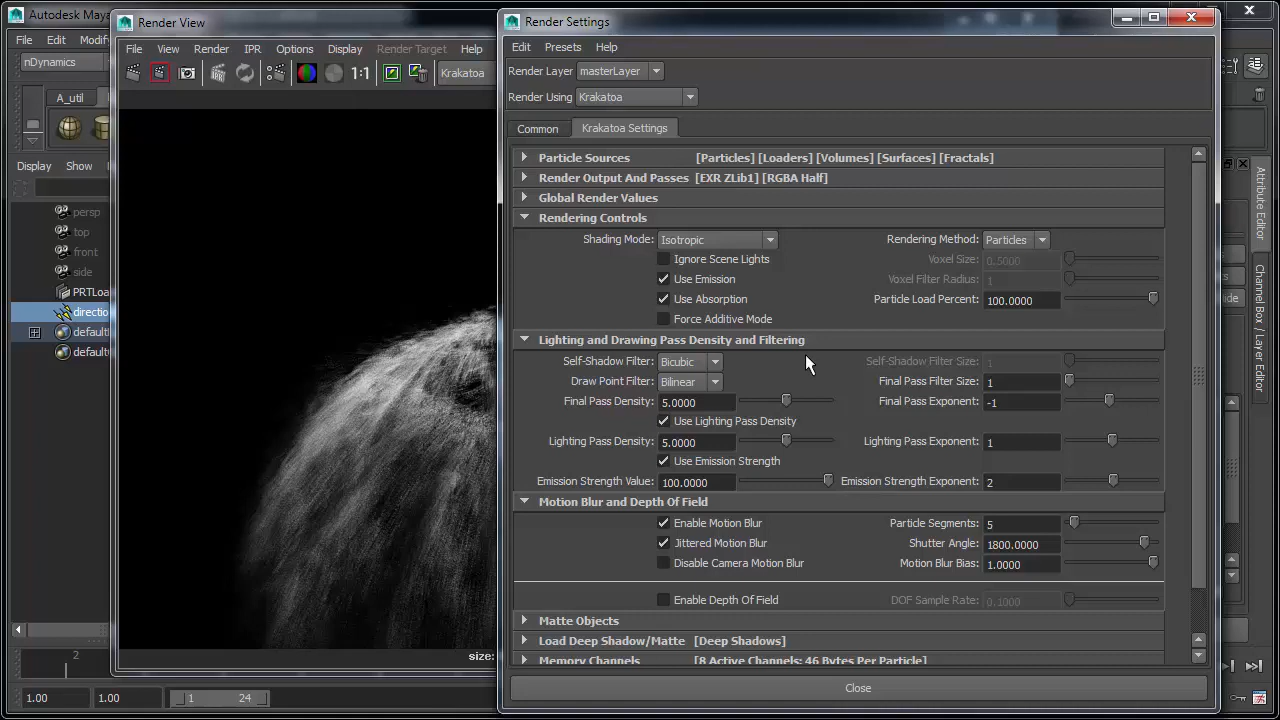 Autodesk Maya
File Edit Modify
nDynamics
A_util
Display Show
persp
top
front
side
PRTLoa
directio
default
default
2
1.00 1.00 1 24
Render View
File View Render IPR Options Display Render Target Help
1:1 Krakatoa
size:
Render Settings
Edit Presets Help
Render Layer masterLayer
Render Using Krakatoa
Common Krakatoa Settings
Particle Sources [Particles] [Loaders] [Volumes] [Surfaces] [Fractals]
Render Output And Passes [EXR ZLib1] [RGBA Half]
Global Render Values
Rendering Controls
Shading Mode: Isotropic Rendering Method: Particles
Ignore Scene Lights Voxel Size: 0.5000
Use Emission Voxel Filter Radius: 1
Use Absorption Particle Load Percent: 100.0000
Force Additive Mode
Lighting and Drawing Pass Density and Filtering
Self-Shadow Filter: Bicubic Self-Shadow Filter Size: 1
Draw Point Filter: Bilinear Final Pass Filter Size: 1
Final Pass Density: 5.0000 Final Pass Exponent: -1
Use Lighting Pass Density
Lighting Pass Density: 5.0000 Lighting Pass Exponent: 1
Use Emission Strength
Emission Strength Value: 100.0000 Emission Strength Exponent: 2
Motion Blur and Depth Of Field
Enable Motion Blur Particle Segments: 5
Jittered Motion Blur Shutter Angle: 1800.0000
Disable Camera Motion Blur Motion Blur Bias: 1.0000
Enable Depth Of Field DOF Sample Rate: 0.1000
Matte Objects
Load Deep Shadow/Matte [Deep Shadows]
Memory Channels [8 Active Channels: 46 Bytes Per Particle]
Close
Attribute Editor
Channel Box / Layer Editor